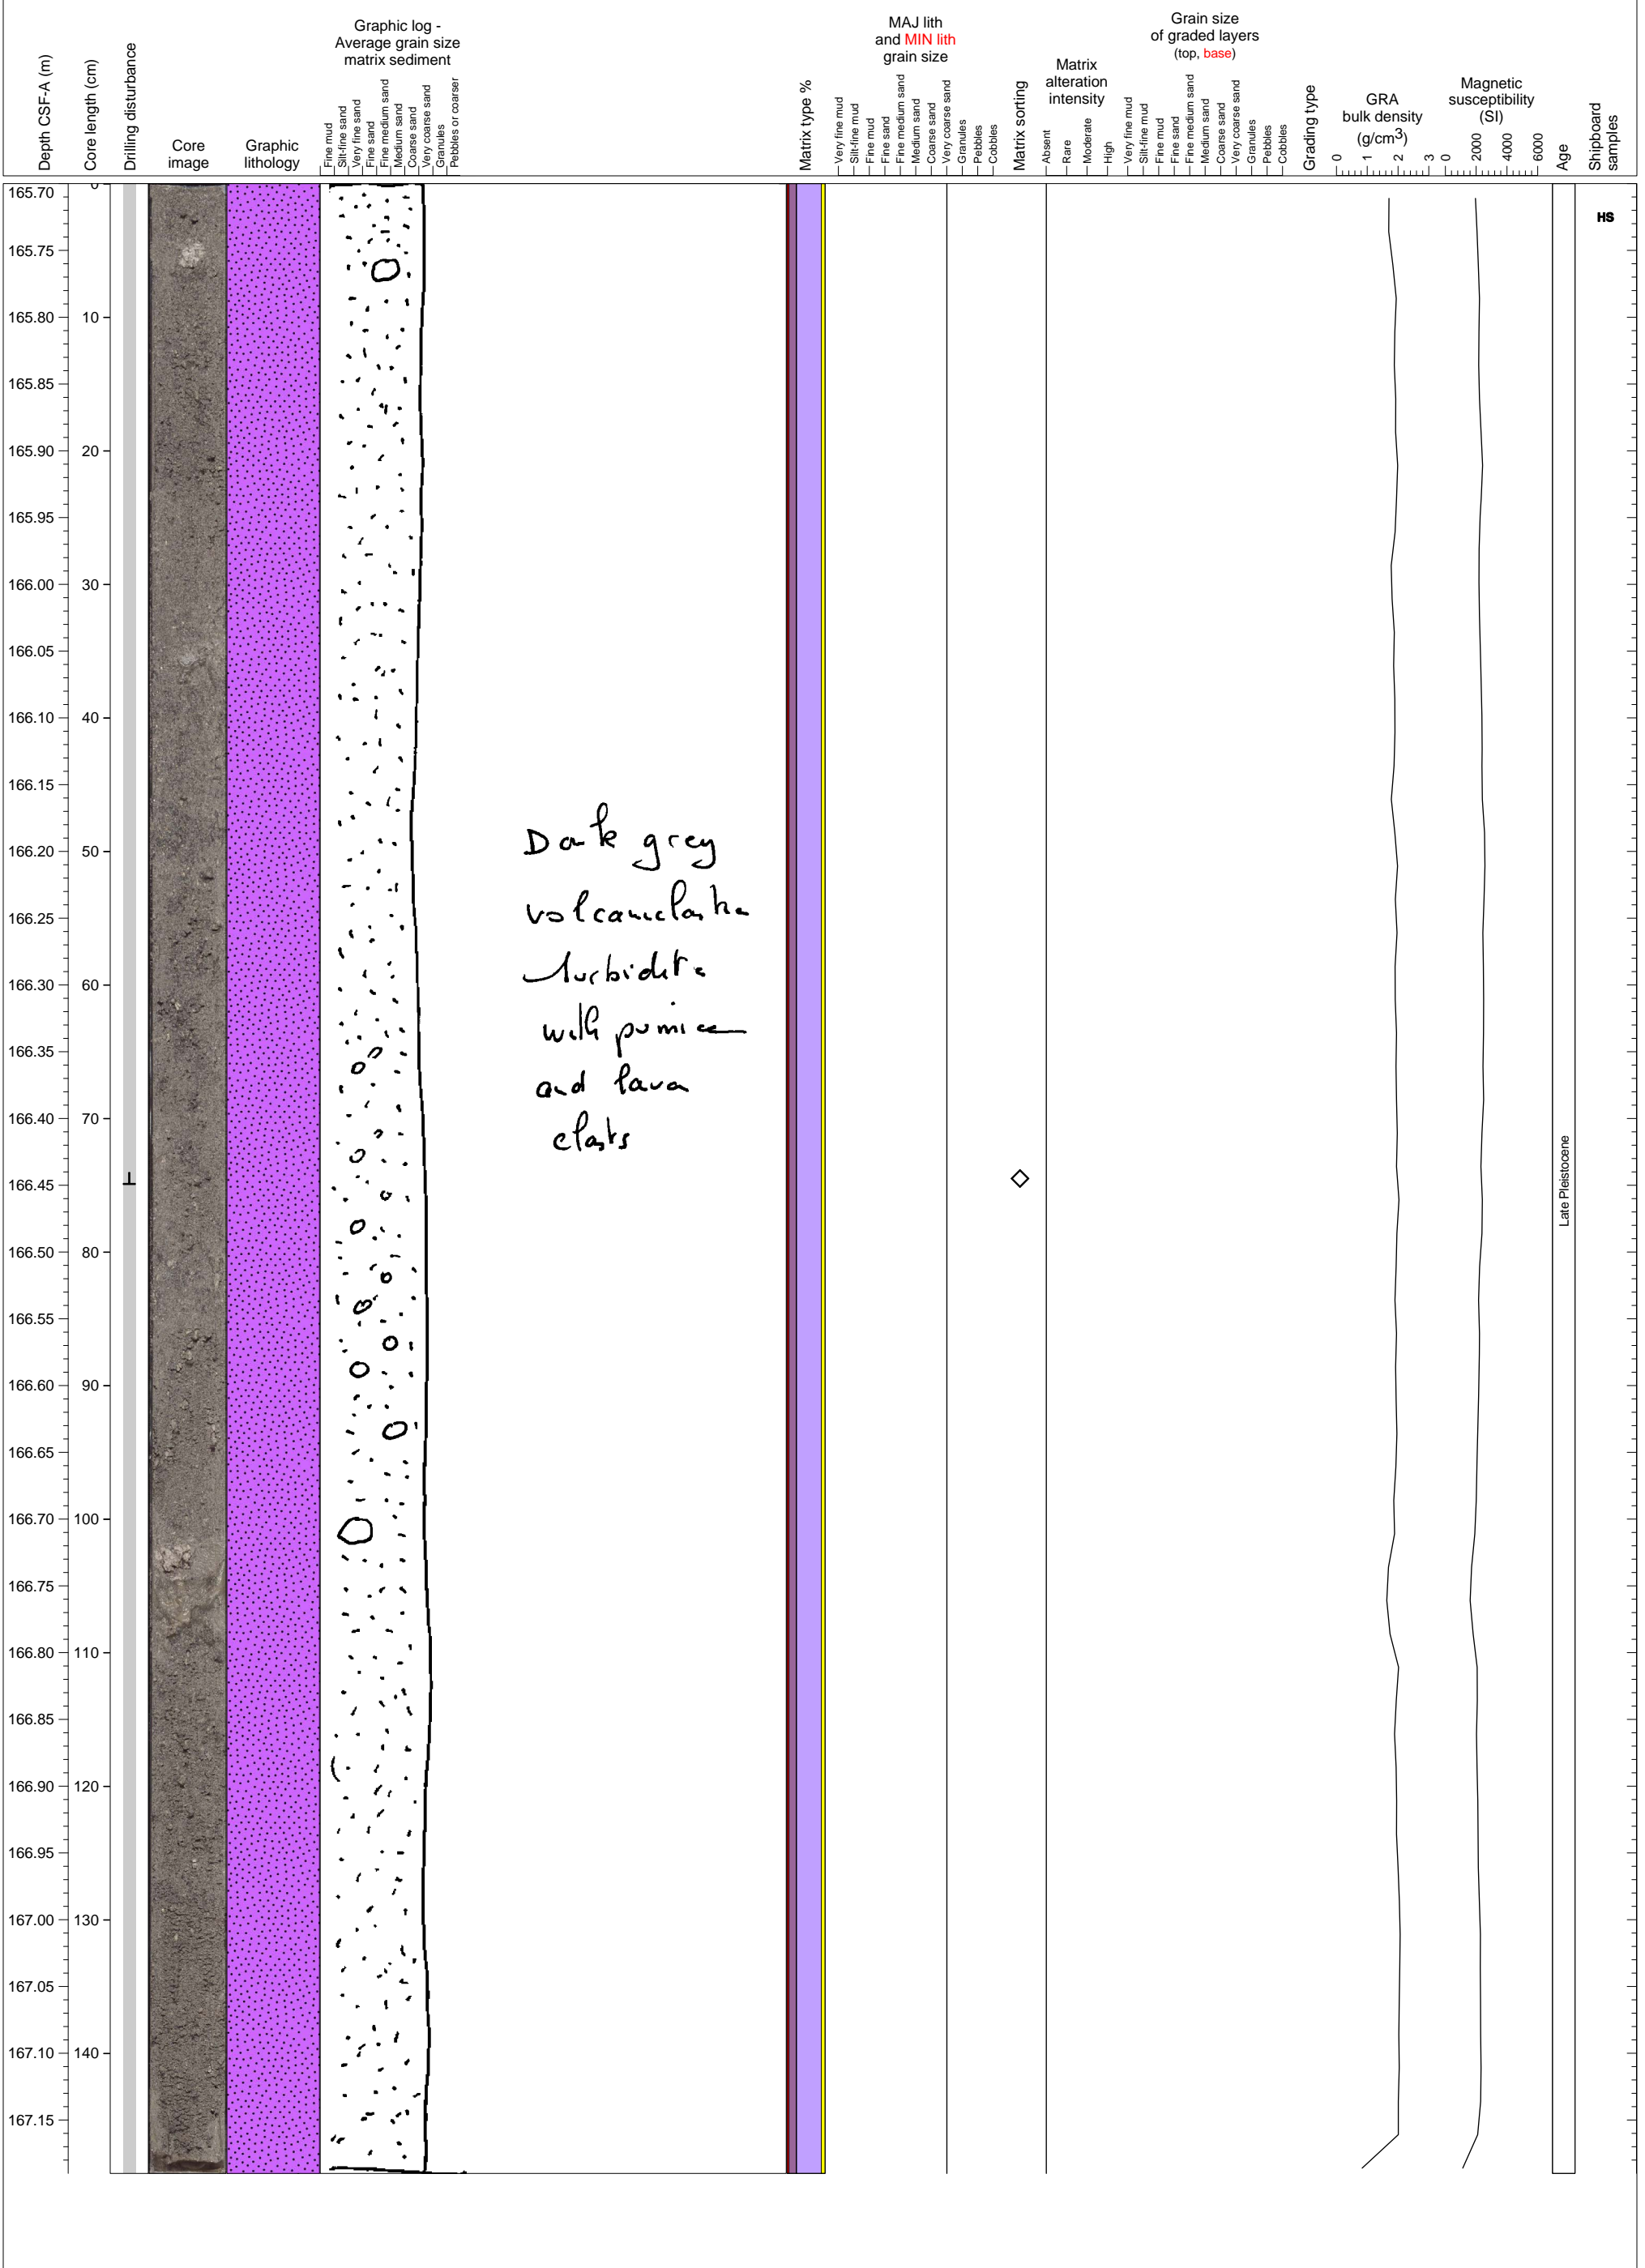 Graphic log -
Average grain size
matrix sediment
MAJ lith
and MIN lith
grain size
Grain size
of graded layers
(top, base)
Matrix
alteration
intensity
GRA
bulk density
(g/cm3)
Magnetic
susceptibility
(SI)
Depth CSF-A (m)
Core length (cm)
Drilling disturbance
Core
image
Graphic
lithology
Fine mud
Silt-fine sand
Very fine sand
Fine sand
Fine medium sand
Medium sand
Coarse sand
Very coarse sand
Granules
Pebbles or coarser
Matrix type %
Very fine mud
Silt-fine mud
Fine mud
Fine sand
Fine medium sand
Medium sand
Coarse sand
Very coarse sand
Granules
Pebbles
Cobbles
Matrix sorting
Absent
Rare
Moderate
High
Very fine mud
Silt-mud
Fine mud
Fine sand
Fine medium sand
Medium sand
Coarse sand
Very coarse sand
Granules
Pebbles
Cobbles
Grading type
0 1 2 3
0 2000 4000 6000
Age
Shipboard
samples
165.70 0
HS
165.75
165.80 10
165.85
165.90 20
165.95
166.00 30
166.05
166.10 40
166.15
166.20 50
166.25
166.30 60
166.35
166.40 70
166.45
166.50 80
166.55
166.60 90
166.65
166.70 100
166.75
166.80 110
166.85
166.90 120
166.95
167.00 130
167.05
167.10 140
167.15
Dark grey
volcaniclastic
turbidite
with pumice
and lava
clasts
Late Pleistocene